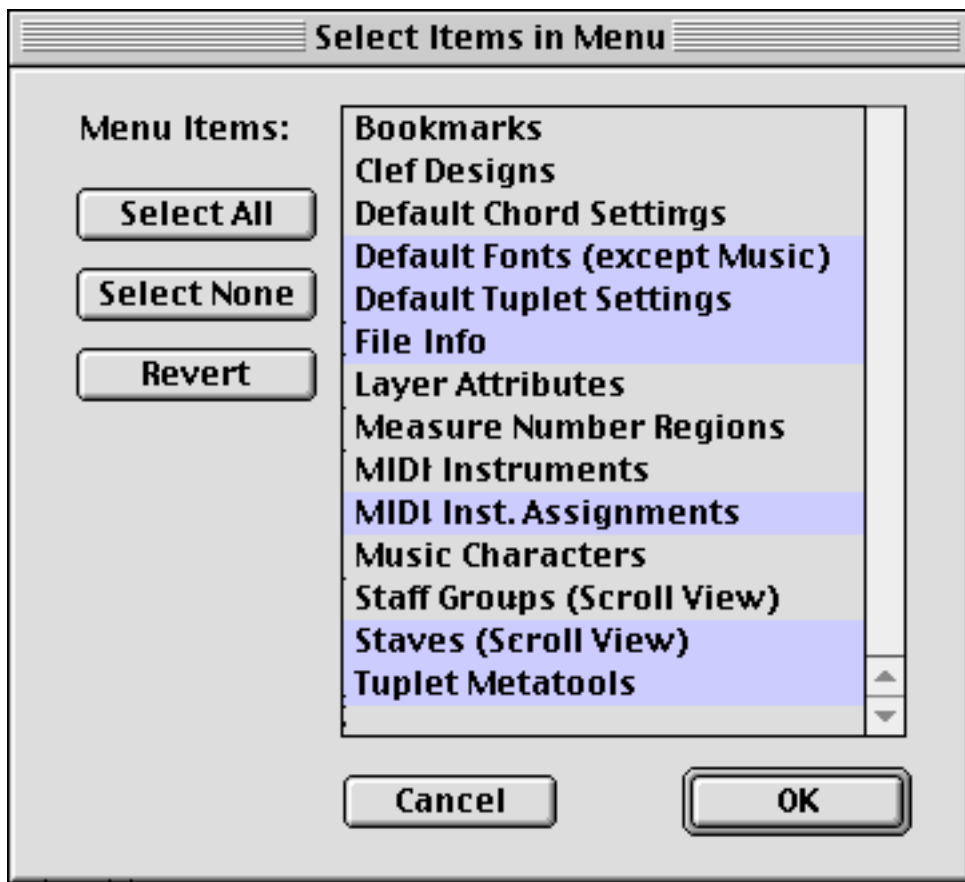 Select Items in Menu
Menu Items:
Select All
Select None
Revert
Bookmarks
Clef Designs
Default Chord Settings
Default Fonts (except Music)
Default Tuplet Settings
File Info
Layer Attributes
Measure Number Regions
MIDI Instruments
MIDI Inst. Assignments
Music Characters
Staff Groups (Scroll View)
Staves (Scroll View)
Tuplet Metatools
Cancel
OK